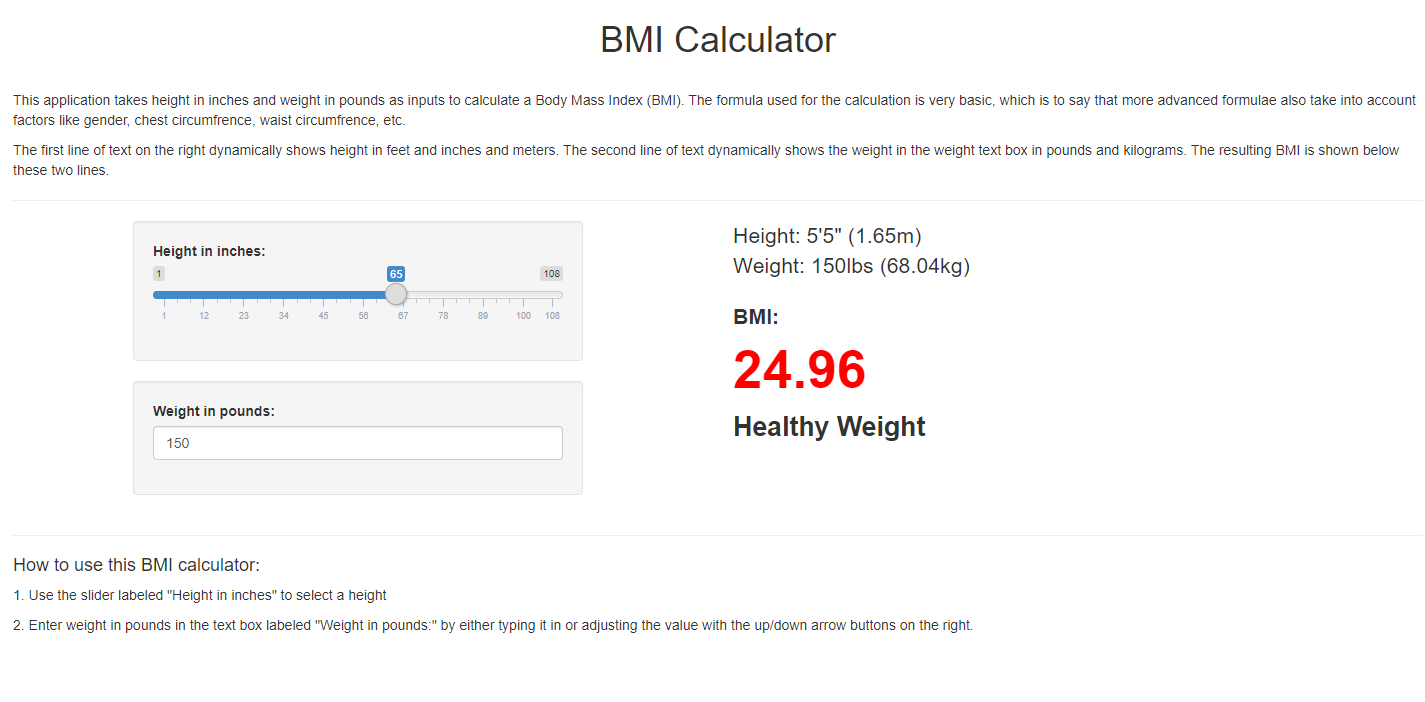 BMI Calculator
This application takes height in inches and weight in pounds as inputs to calculate a Body Mass Index (BMI). The formula used for the calculation is very basic, which is to say that more advanced formulae also take into account
factors like gender, chest circumfrence, waist circumfrence, etc.
The first line of text on the right dynamically shows height in feet and inches and meters. The second line of text dynamically shows the weight in the weight text box in pounds and kilograms. The resulting BMI is shown below
these two lines.
Height in inches:
1 65 108
1 12 23 34 45 56 67 78 89 100 108
Weight in pounds:
150
Height: 5'5" (1.65m)
Weight: 150lbs (68.04kg)
BMI:
24.96
Healthy Weight
How to use this BMI calculator:
1. Use the slider labeled "Height in inches" to select a height
2. Enter weight in pounds in the text box labeled "Weight in pounds:" by either typing it in or adjusting the value with the up/down arrow buttons on the right.